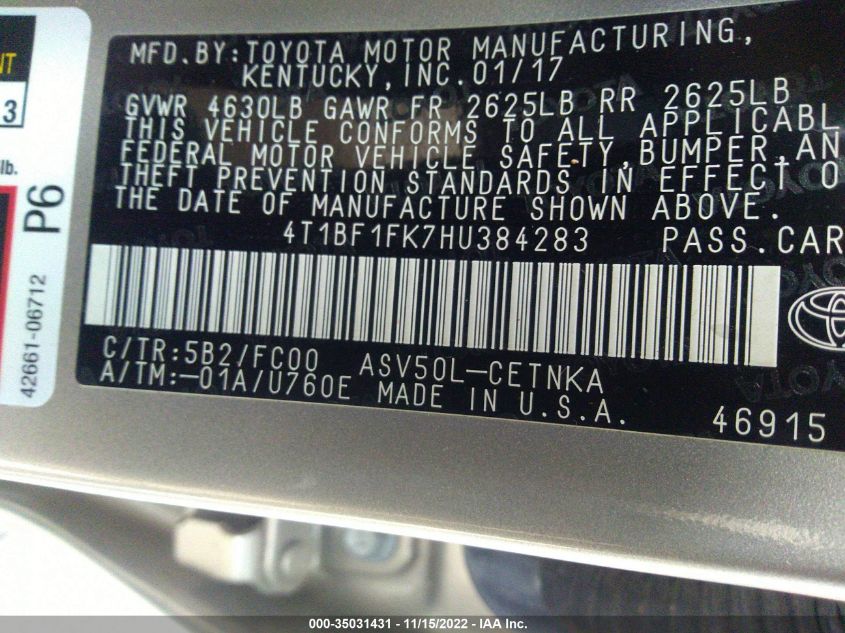 MFD. BY: TOYOTA MOTOR MANUFACTURING,
KENTUCKY, INC. 01/17
GVWR 4630LB GAWR FR 2625LB RR 2625LB
THIS VEHICLE CONFORMS TO ALL APPLICABL
FEDERAL MOTOR VEHICLE SAFETY, BUMPER, AN
THEFT PREVENTION STANDARDS IN EFFECT O
THE DATE OF MANUFACTURE SHOWN ABOVE.
4T1BF1FK7HU384283 PASS. CAR
C/TR: 5B2/FC00 ASV50L-CETNKA
A/TM:-01A/U760E MADE IN U.S.A.
46915
NT
3
lb.
P6
42661-06712
000-35031431 - 11/15/2022 - IAA Inc.